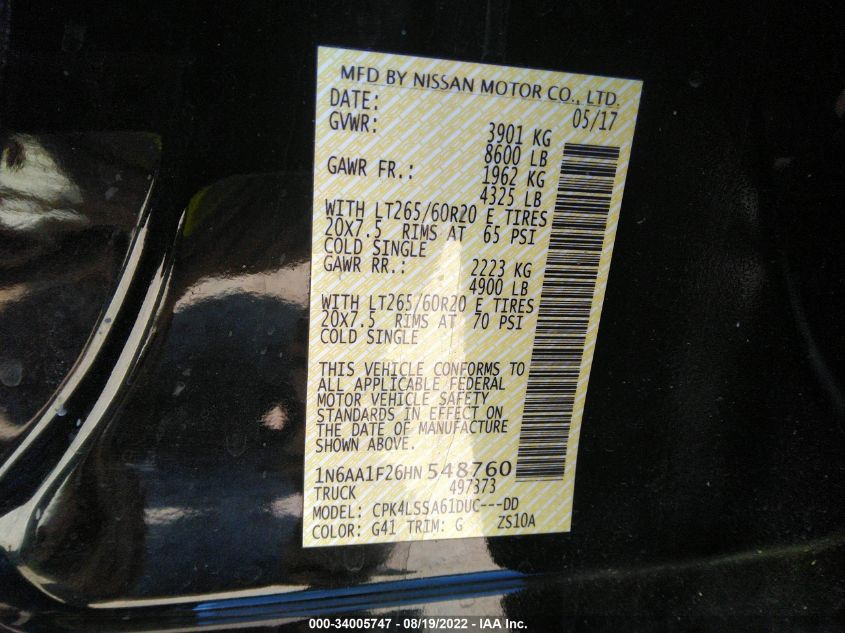 MFD BY NISSAN MOTOR CO., LTD.
DATE: 05/17
GVWR: 3901 KG
8600 LB
GAWR FR.: 1962 KG
4325 LB
WITH LT265/60R20 E TIRES
20X7.5 RIMS AT 65 PSI
COLD SINGLE
GAWR RR.: 2223 KG
4900 LB
WITH LT265/60R20 E TIRES
20X7.5 RIMS AT 70 PSI
COLD SINGLE
THIS VEHICLE CONFORMS TO
ALL APPLICABLE FEDERAL
MOTOR VEHICLE SAFETY
STANDARDS IN EFFECT ON
THE DATE OF MANUFACTURE
SHOWN ABOVE.
1N6AA1F26HN548760
TRUCK 497373
MODEL: CPK4LSSA61DUC---DD
COLOR: G41 TRIM: G ZS10A
000-34005747 - 08/19/2022 - IAA Inc.